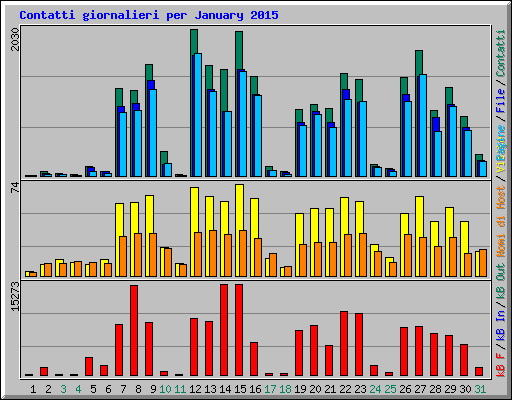 Contatti giornalieri per January 2015
2030
74
15273
Contatti / File / Pagine / Vi
Nomi di Host
kB F / kB In / kB Out
1 2 3 4 5 6 7 8 9 10 11 12 13 14 15 16 17 18 19 20 21 22 23 24 25 26 27 28 29 30 31